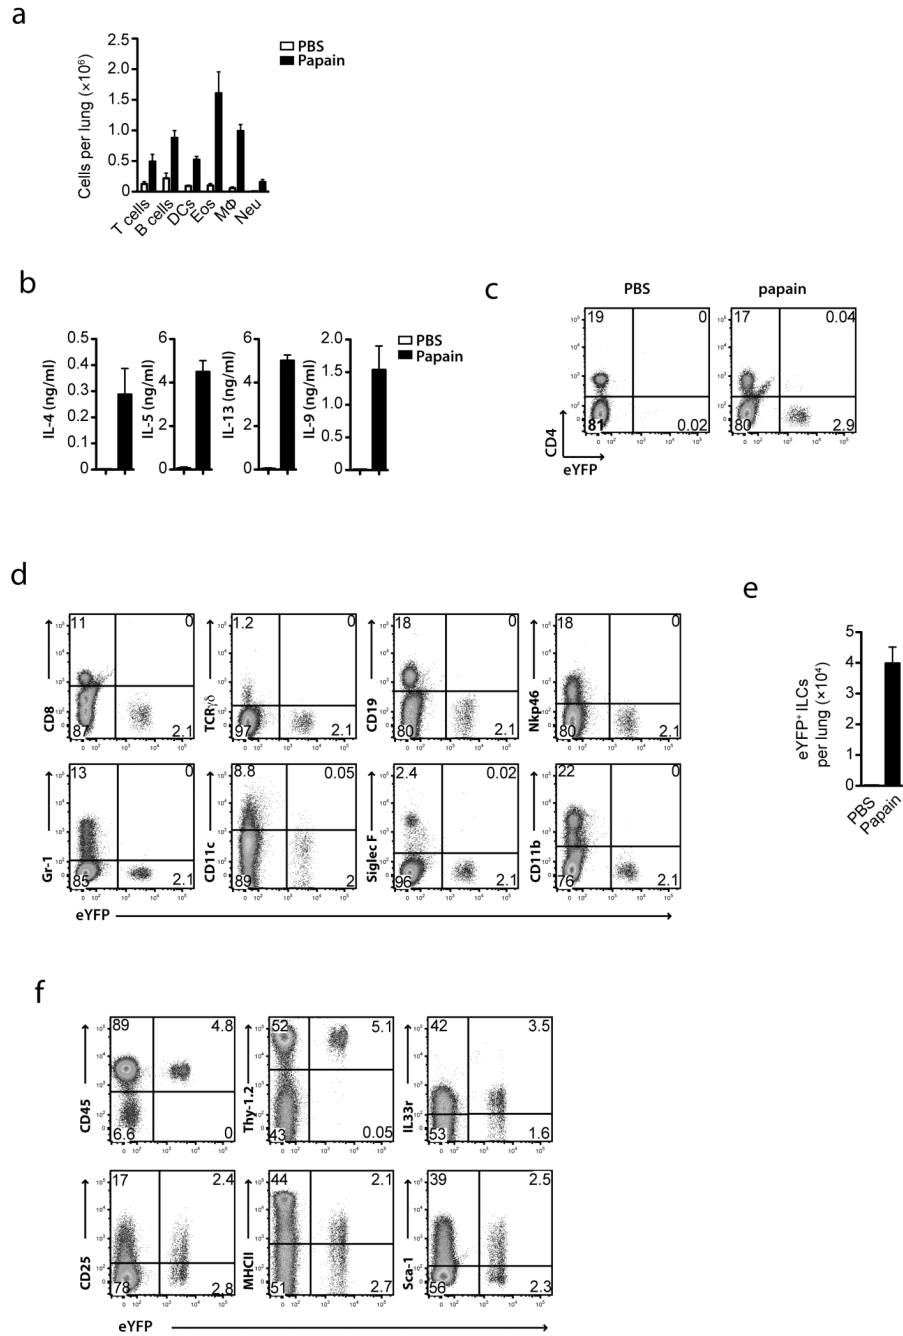 a
Cells per lung (×10⁶)
2.5
2.0
1.5
1.0
0.5
0
PBS
Papain
T cells
B cells
DCs
Eos
MΦ
Neu
b
IL-4 (ng/ml)
0.5
0.4
0.3
0.2
0.1
0
IL-5 (ng/ml)
6
4
2
0
IL-13 (ng/ml)
6
4
2
0
IL-9 (ng/ml)
2.0
1.5
1.0
0.5
0
PBS
Papain
c
PBS
papain
19 0
81 0.02
17 0.04
80 2.9
0 10² 10³ 10⁴ 10⁵
CD4
eYFP
d
CD8
11 0
87 2.1
TCRγδ
1.2 0
97 2.1
CD19
18 0
80 2.1
Nkp46
18 0
80 2.1
Gr-1
13 0
85 2.1
CD11c
8.8 0.05
89 2
Siglec F
2.4 0.02
96 2.1
CD11b
22 0
76 2.1
eYFP
e
eYFP⁺ ILCs
per lung (×10⁴)
5
4
3
2
1
0
PBS
Papain
f
CD45
89 4.8
6.6 0
Thy-1.2
52 5.1
43 0.05
IL33r
42 3.5
53 1.6
CD25
17 2.4
78 2.8
MHCII
44 2.1
51 2.7
Sca-1
39 2.5
56 2.3
eYFP